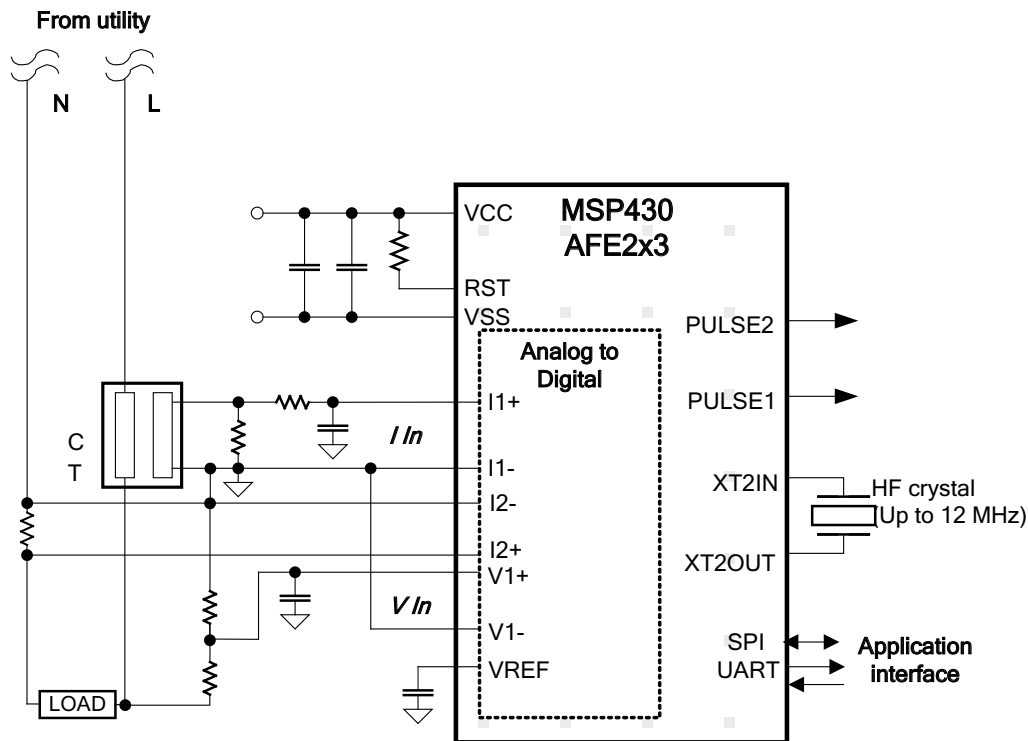 From utility
N
L
MSP430
AFE2x3
VCC
RST
VSS
PULSE2
Analog to
Digital
PULSE1
I1+
I In
C
T
I1-
XT2IN
HF crystal
(Up to 12 MHz)
I2-
I2+
XT2OUT
V1+
V In
V1-
SPI
Application
interface
VREF
UART
LOAD